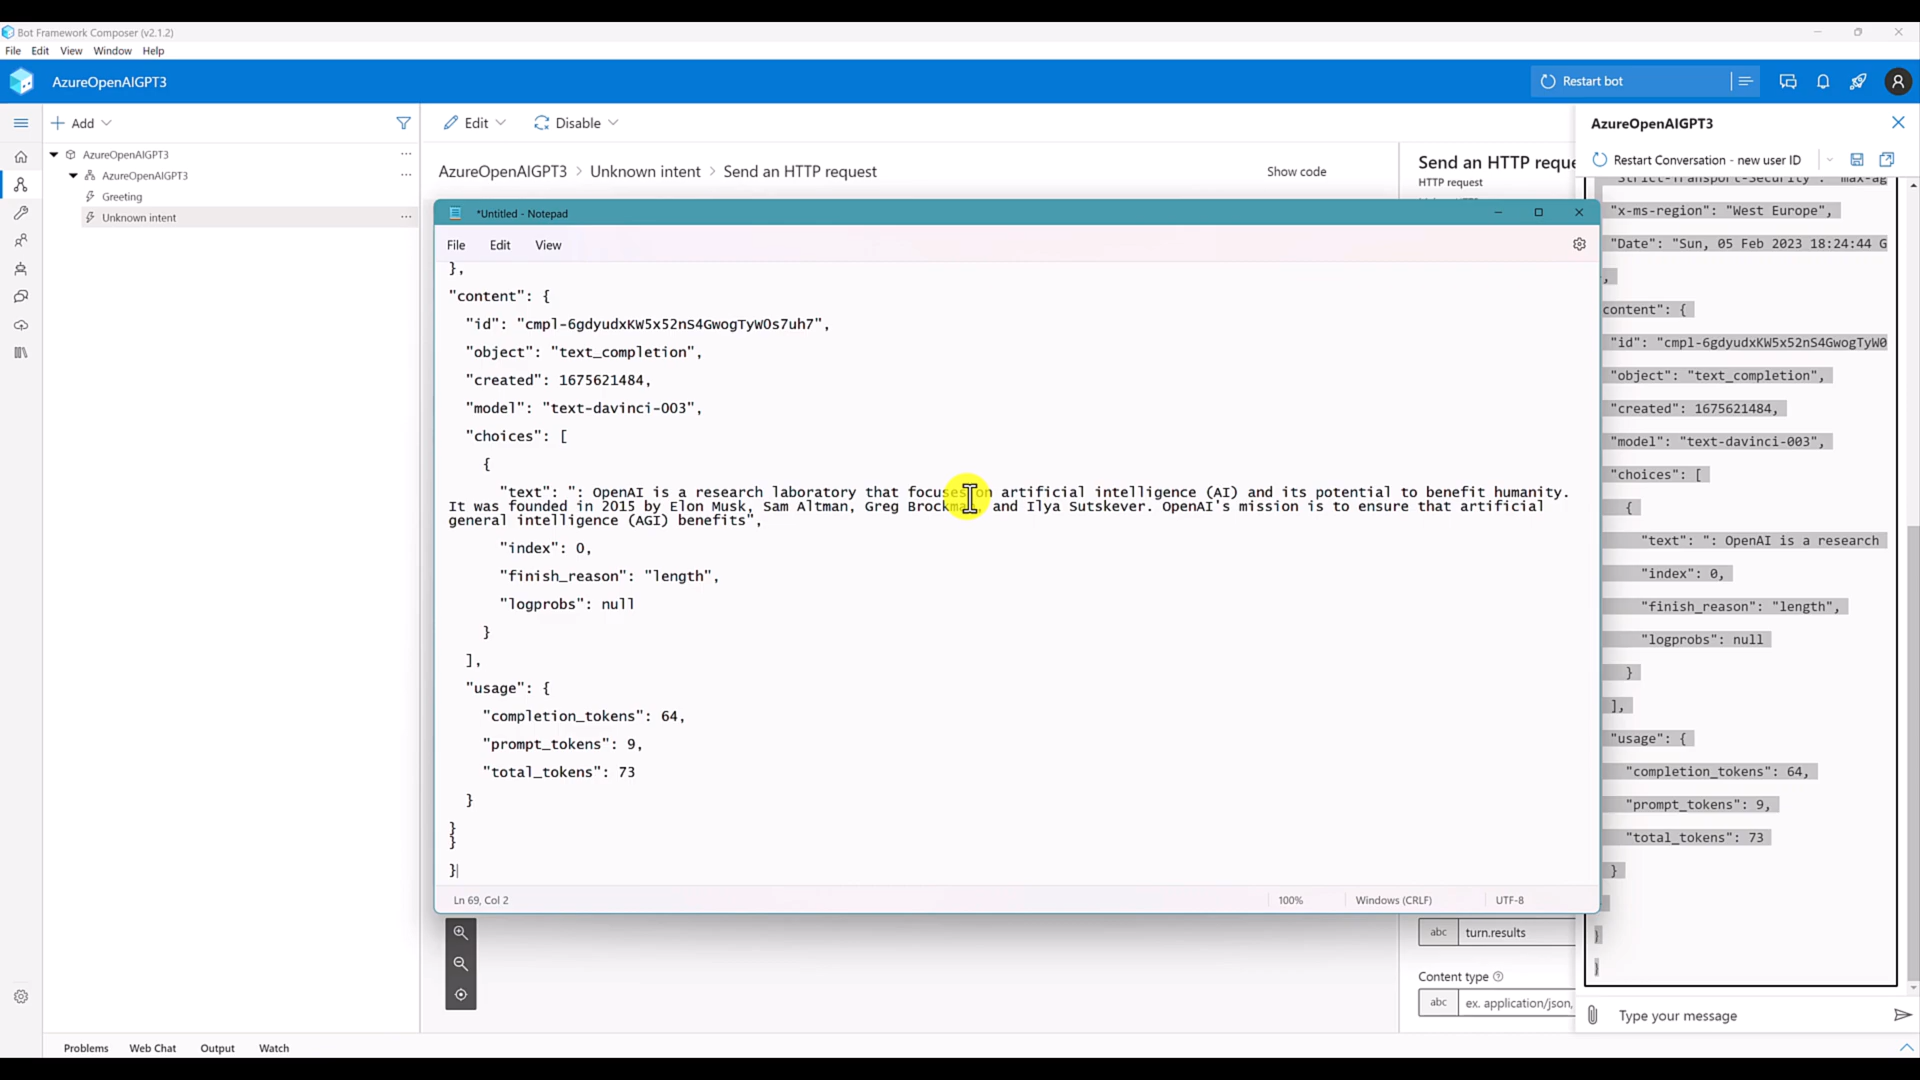 Bot Framework Composer (v2.1.2)
File Edit View Window Help
AzureOpenAIGPT3
Restart bot
Add
Edit
Disable
AzureOpenAIGPT3
AzureOpenAIGPT3
AzureOpenAIGPT3
Greeting
Unknown intent
AzureOpenAIGPT3 > Unknown intent > Send an HTTP request
Show code
Send an HTTP reque
HTTP request
Restart Conversation - new user ID
*Untitled - Notepad
File Edit View
},
"content": {
"id": "cmpl-6gdyudxKW5x52nS4GwogTyW0s7uh7",
"object": "text_completion",
"created": 1675621484,
"model": "text-davinci-003",
"choices": [
{
"text": ": OpenAI is a research laboratory that focuses on artificial intelligence (AI) and its potential to benefit humanity.
It was founded in 2015 by Elon Musk, Sam Altman, Greg Brockman, and Ilya Sutskever. OpenAI's mission is to ensure that artificial
general intelligence (AGI) benefits",
"index": 0,
"finish_reason": "length",
"logprobs": null
}
],
"usage": {
"completion_tokens": 64,
"prompt_tokens": 9,
"total_tokens": 73
}
}
}
}
Ln 69, Col 2
100%
Windows (CRLF)
UTF-8
"Strict-Transport-Security": "max-ag
"x-ms-region": "West Europe",
"Date": "Sun, 05 Feb 2023 18:24:44 G
,
content": {
"id": "cmpl-6gdyudxKW5x52nS4GwogTyW0
"object": "text_completion",
"created": 1675621484,
"model": "text-davinci-003",
"choices": [
{
"text": ": OpenAI is a research
"index": 0,
"finish_reason": "length",
"logprobs": null
}
],
"usage": {
"completion_tokens": 64,
"prompt_tokens": 9,
"total_tokens": 73
}
}
}
abc turn.results
Content type
abc ex. application/json,
Type your message
Problems Web Chat Output Watch